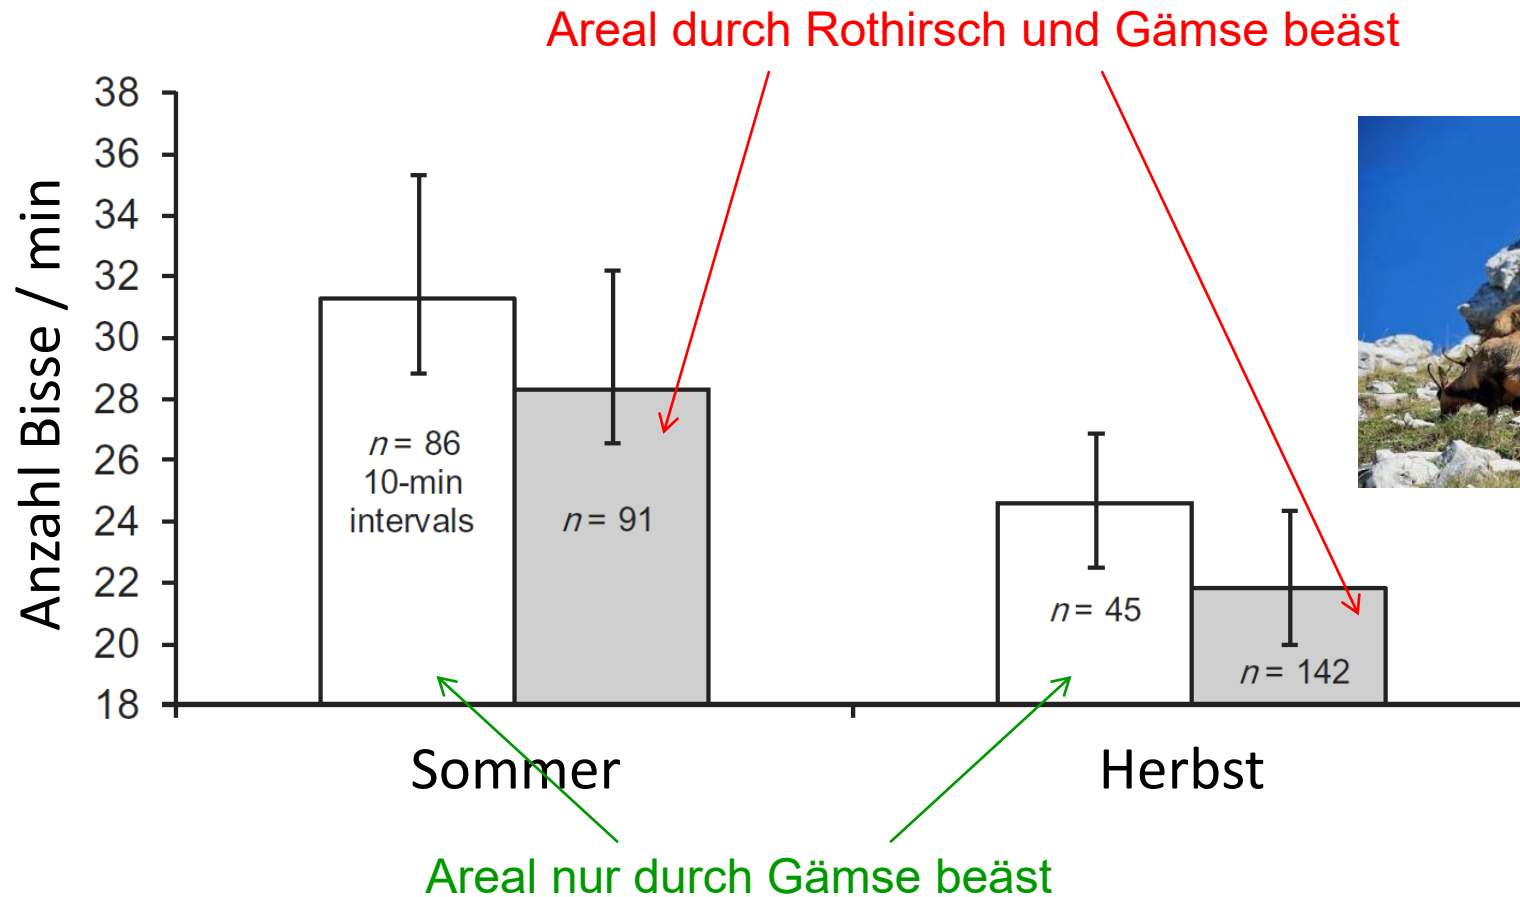 Areal durch Rothirsch und Gämse beäst
Anzahl Bisse / min
38
36
34
32
30
28
26
24
22
20
18
n = 86
10-min
intervals
n = 91
n = 45
n = 142
Sommer
Herbst
Areal nur durch Gämse beäst